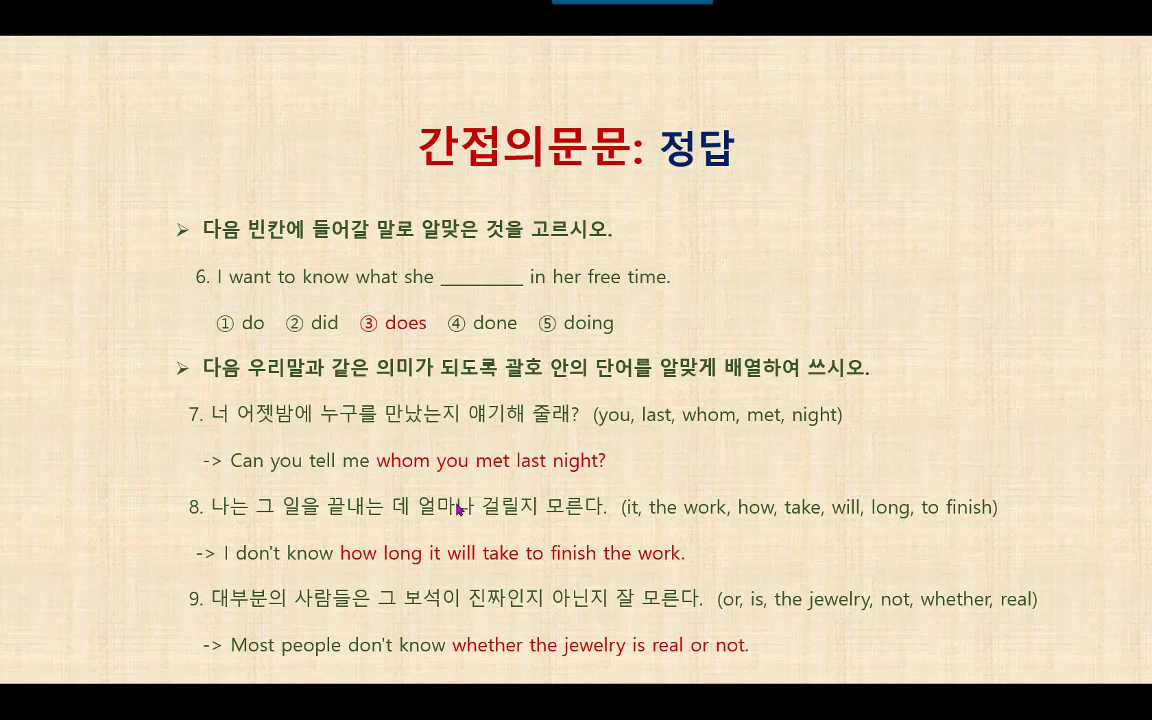 간접의문문: 정답
➢ 다음 빈칸에 들어갈 말로 알맞은 것을 고르시오.
6. I want to know what she ________ in her free time.
① do ② did ③ does ④ done ⑤ doing
➢ 다음 우리말과 같은 의미가 되도록 괄호 안의 단어를 알맞게 배열하여 쓰시오.
7. 너 어젯밤에 누구를 만났는지 얘기해 줄래? (you, last, whom, met, night)
-> Can you tell me whom you met last night?
8. 나는 그 일을 끝내는 데 얼마나 걸릴지 모른다. (it, the work, how, take, will, long, to finish)
-> I don't know how long it will take to finish the work.
9. 대부분의 사람들은 그 보석이 진짜인지 아닌지 잘 모른다. (or, is, the jewelry, not, whether, real)
-> Most people don't know whether the jewelry is real or not.